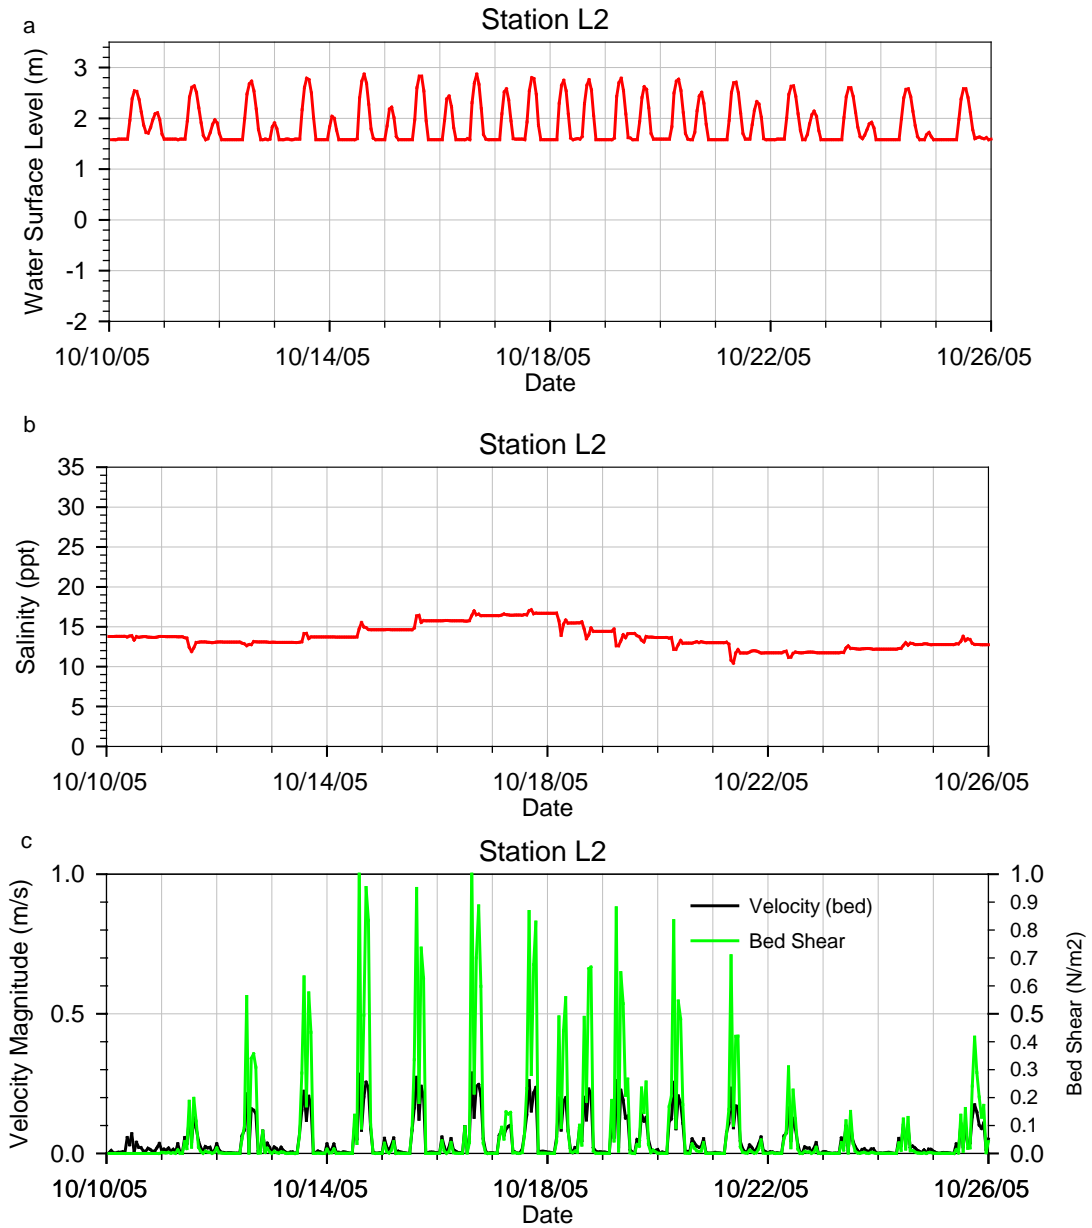 a
Station L2
Water Surface Level (m)
3
2
1
0
-1
-2
10/10/05 10/14/05 10/18/05 10/22/05 10/26/05
Date
b
Station L2
Salinity (ppt)
35
30
25
20
15
10
5
0
10/10/05 10/14/05 10/18/05 10/22/05 10/26/05
Date
c
Station L2
Velocity Magnitude (m/s)
1.0
0.5
0.0
Velocity (bed)
Bed Shear
1.0
0.9
0.8
0.7
0.6
0.5
0.4
0.3
0.2
0.1
0.0
Bed Shear (N/m2)
10/10/05 10/14/05 10/18/05 10/22/05 10/26/05
Date